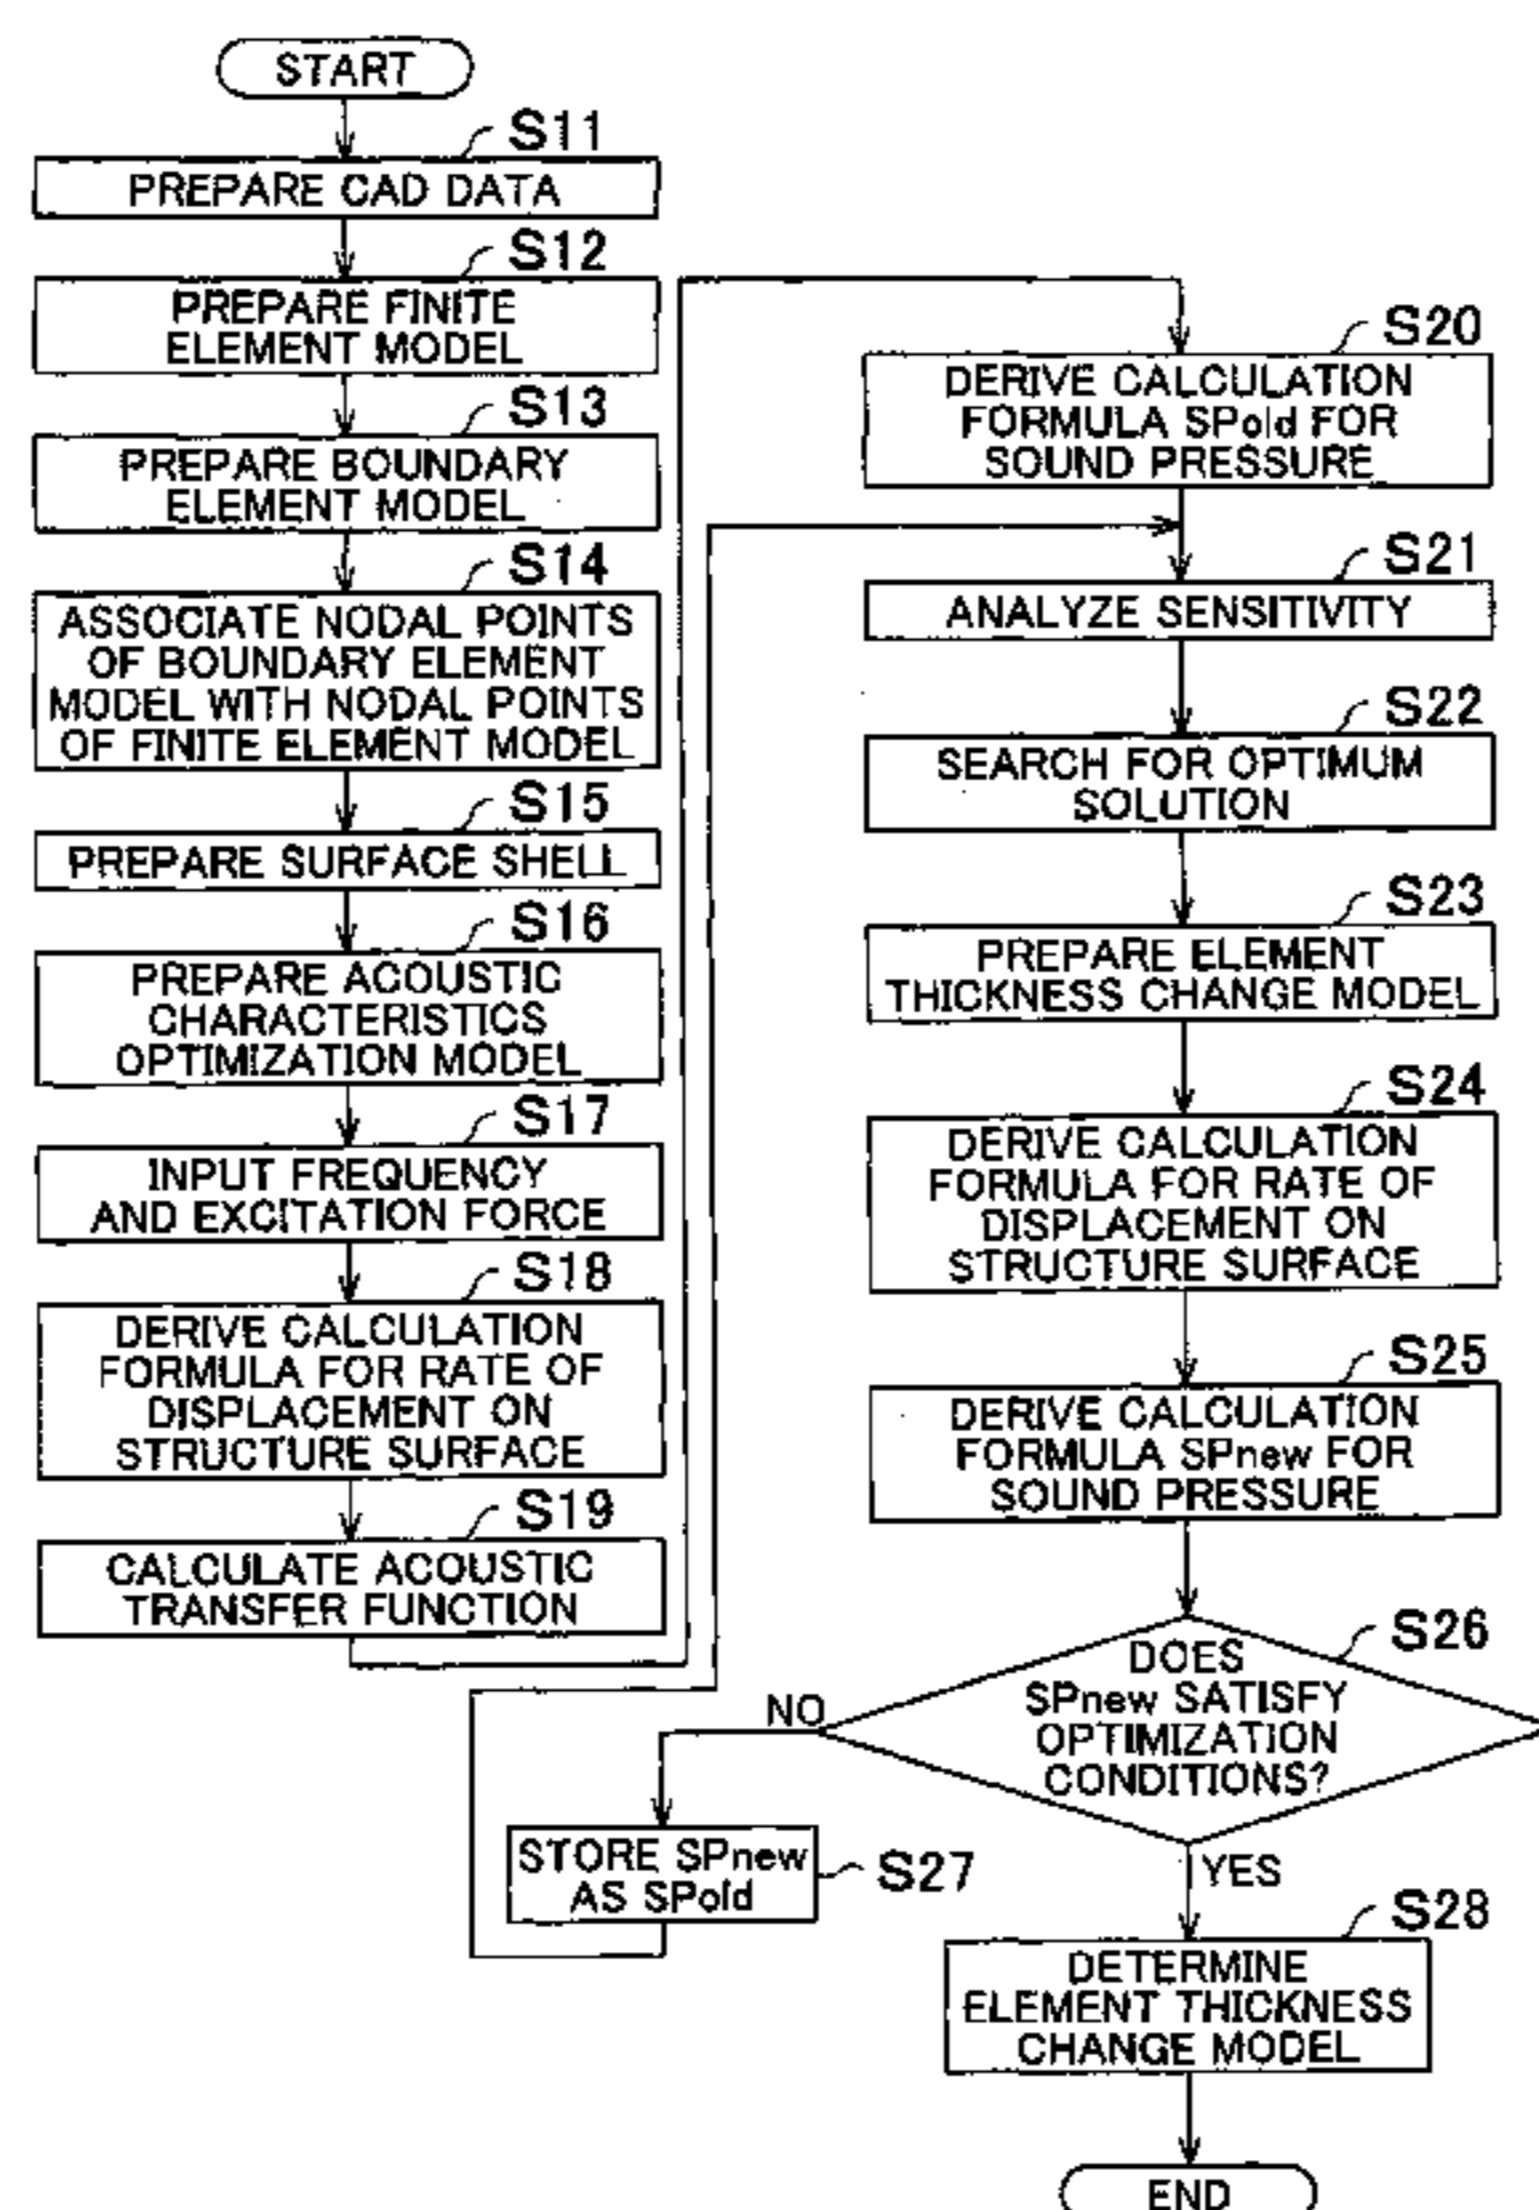 START
S11
PREPARE CAD DATA
S12
PREPARE FINITE
ELEMENT MODEL
S13
PREPARE BOUNDARY
ELEMENT MODEL
S14
ASSOCIATE NODAL POINTS
OF BOUNDARY ELEMENT
MODEL WITH NODAL POINTS
OF FINITE ELEMENT MODEL
S15
PREPARE SURFACE SHELL
S16
PREPARE ACOUSTIC
CHARACTERISTICS
OPTIMIZATION MODEL
S17
INPUT FREQUENCY
AND EXCITATION FORCE
S18
DERIVE CALCULATION
FORMULA FOR RATE OF
DISPLACEMENT ON
STRUCTURE SURFACE
S19
CALCULATE ACOUSTIC
TRANSFER FUNCTION
S20
DERIVE CALCULATION
FORMULA SPold FOR
SOUND PRESSURE
S21
ANALYZE SENSITIVITY
S22
SEARCH FOR OPTIMUM
SOLUTION
S23
PREPARE ELEMENT
THICKNESS CHANGE MODEL
S24
DERIVE CALCULATION
FORMULA FOR RATE OF
DISPLACEMENT ON
STRUCTURE SURFACE
S25
DERIVE CALCULATION
FORMULA SPnew FOR
SOUND PRESSURE
S26
DOES
SPnew SATISFY
OPTIMIZATION
CONDITIONS?
NO
STORE SPnew
AS SPold
S27
YES
S28
DETERMINE
ELEMENT THICKNESS
CHANGE MODEL
END